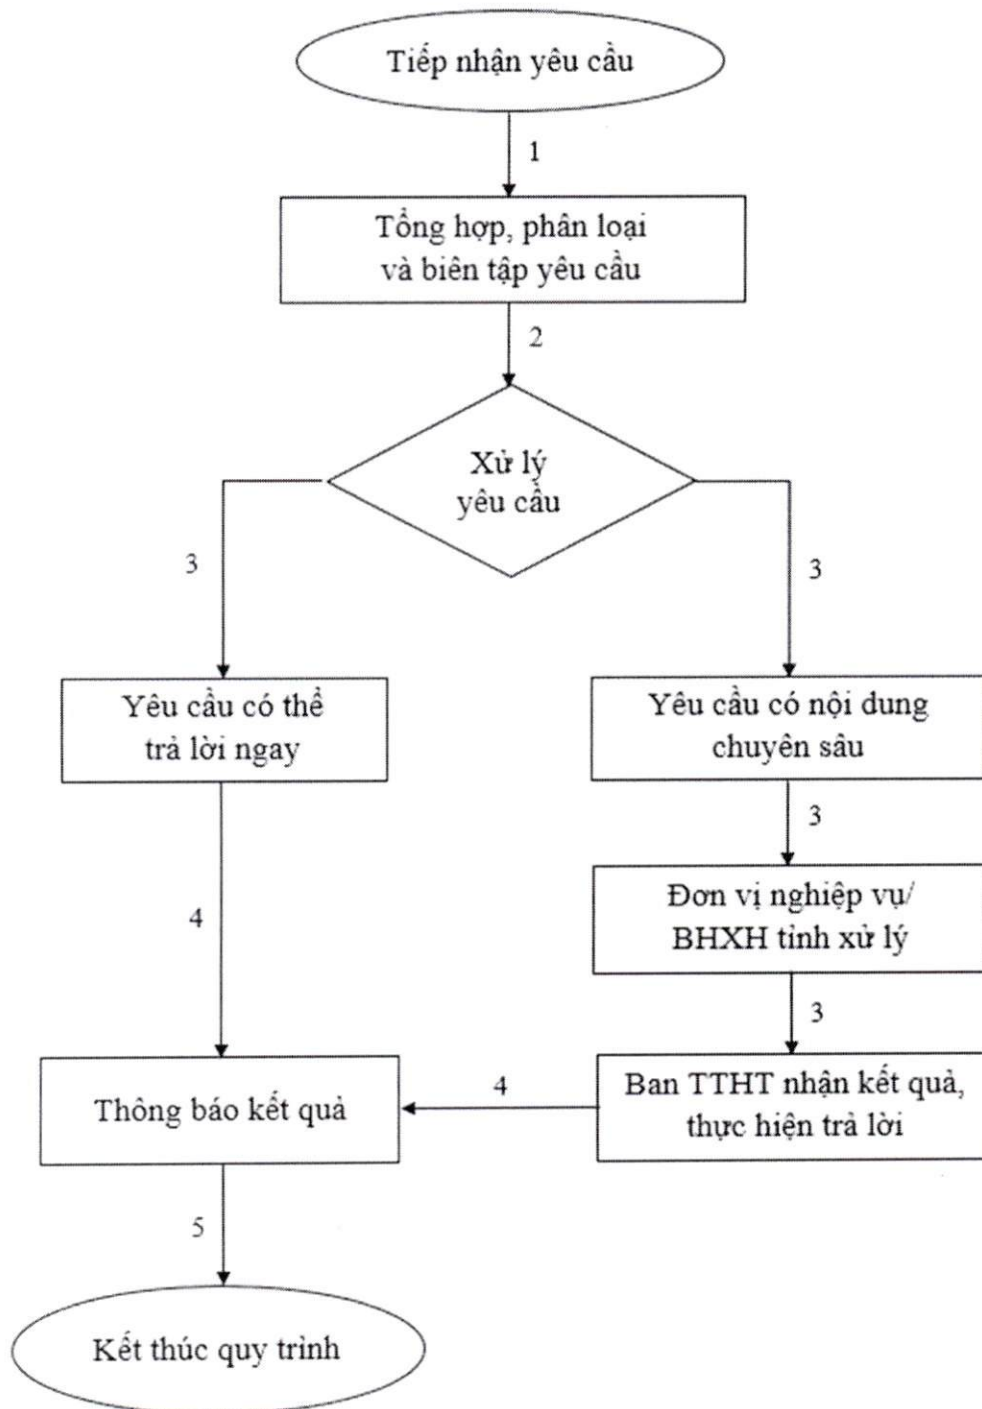 Tiếp nhận yêu cầu
1
Tổng hợp, phân loại
và biên tập yêu cầu
2
Xử lý
yêu cầu
3
3
Yêu cầu có thể
trả lời ngay
Yêu cầu có nội dung
chuyên sâu
3
4
Đơn vị nghiệp vụ/
BHXH tỉnh xử lý
3
Thông báo kết quả
4
Ban TTHT nhận kết quả,
thực hiện trả lời
5
Kết thúc quy trình